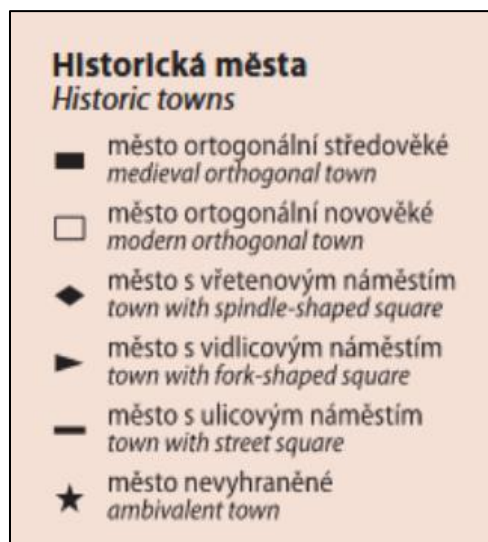 Historická města
Historic towns
město ortogonální středověké
medieval orthogonal town
město ortogonální novověké
modern orthogonal town
město s vřetenovým náměstím
town with spindle-shaped square
město s vidlicovým náměstím
town with fork-shaped square
město s ulicovým náměstím
town with street square
město nevyhraněné
ambivalent town